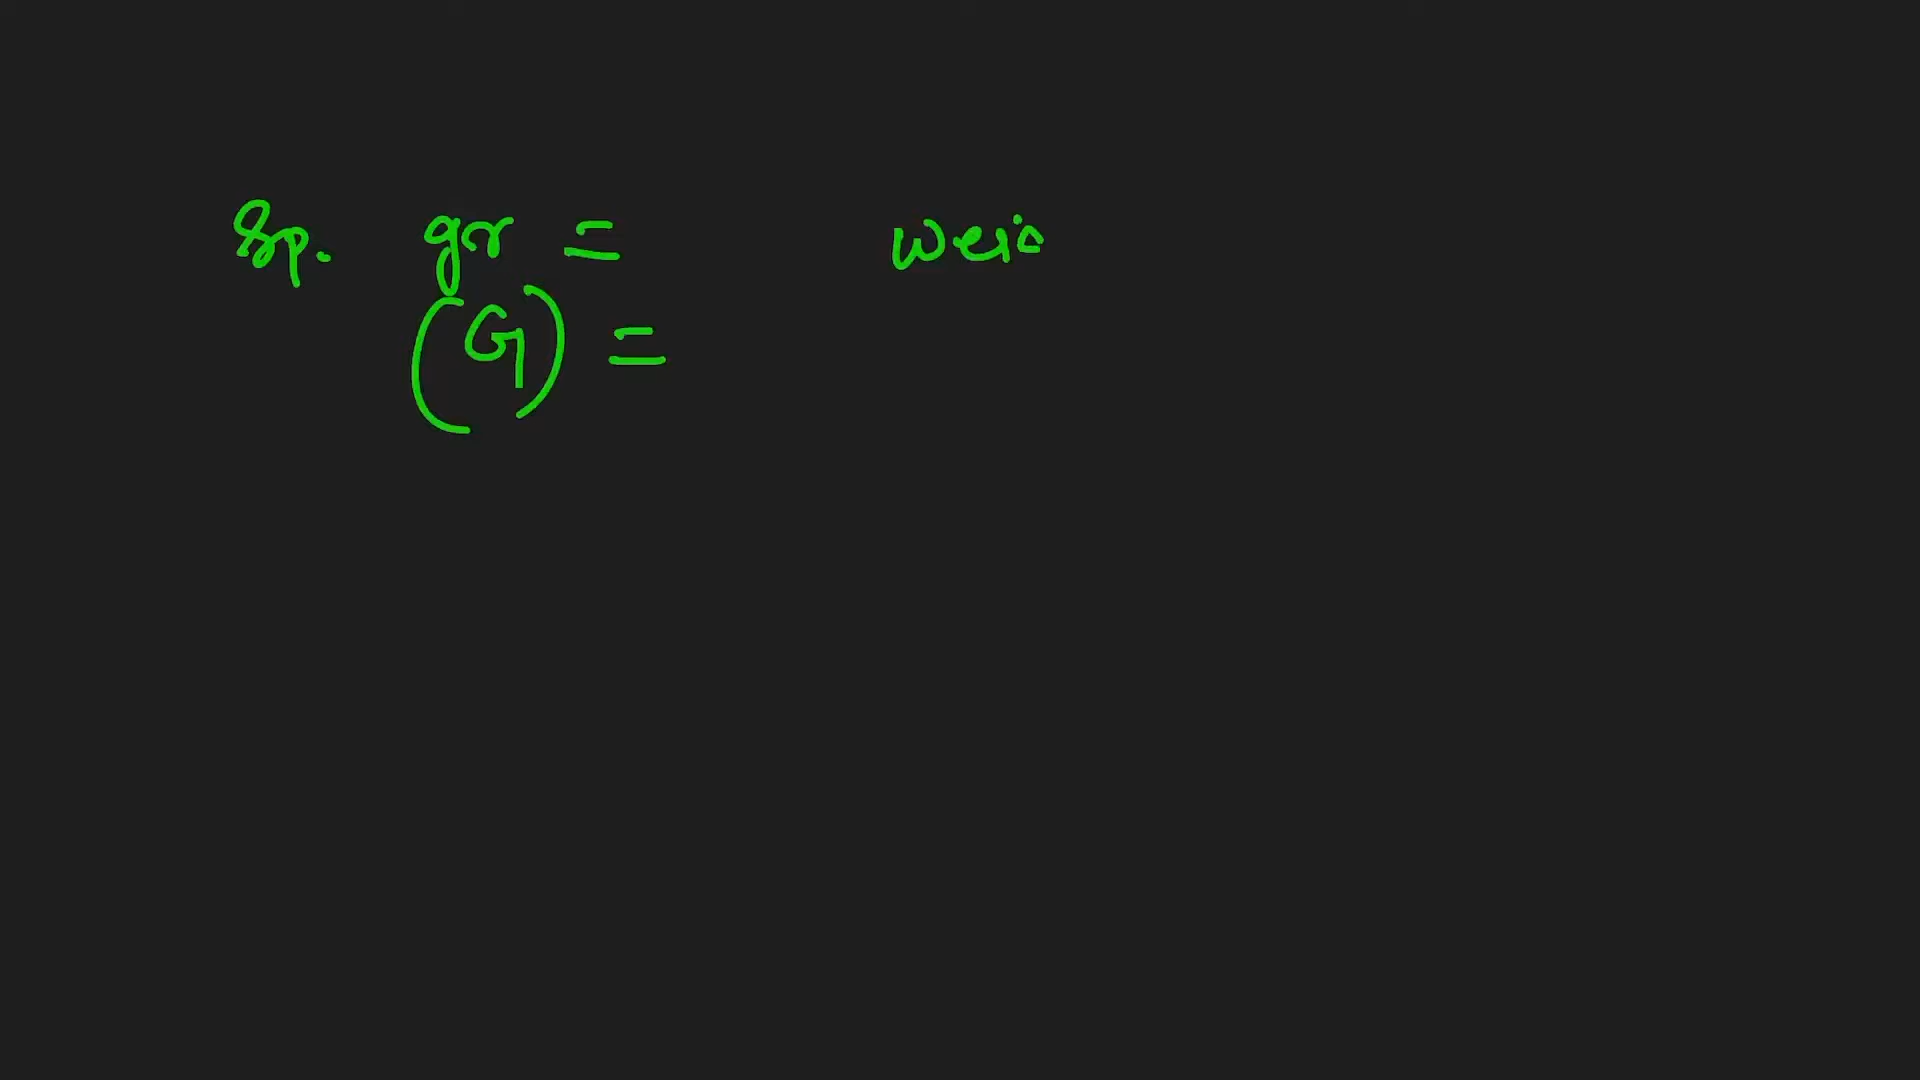 Sp. gr = wei
(G) =